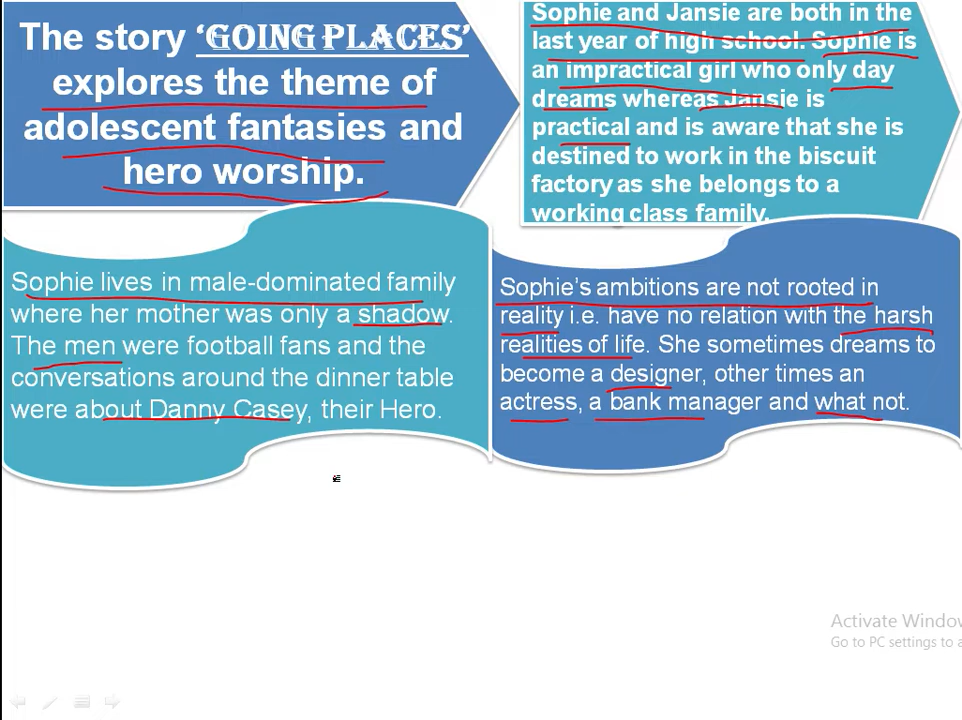 The story ‘GOING PLACES’
explores the theme of
adolescent fantasies and
hero worship.
Sophie and Jansie are both in the
last year of high school. Sophie is
an impractical girl who only day
dreams whereas Jansie is
practical and is aware that she is
destined to work in the biscuit
factory as she belongs to a
working class family.
Sophie lives in male-dominated family
where her mother was only a shadow.
The men were football fans and the
conversations around the dinner table
were about Danny Casey, their Hero.
Sophie’s ambitions are not rooted in
reality i.e. have no relation with the harsh
realities of life. She sometimes dreams to
become a designer, other times an
actress, a bank manager and what not.
Activate Window
Go to PC settings to a